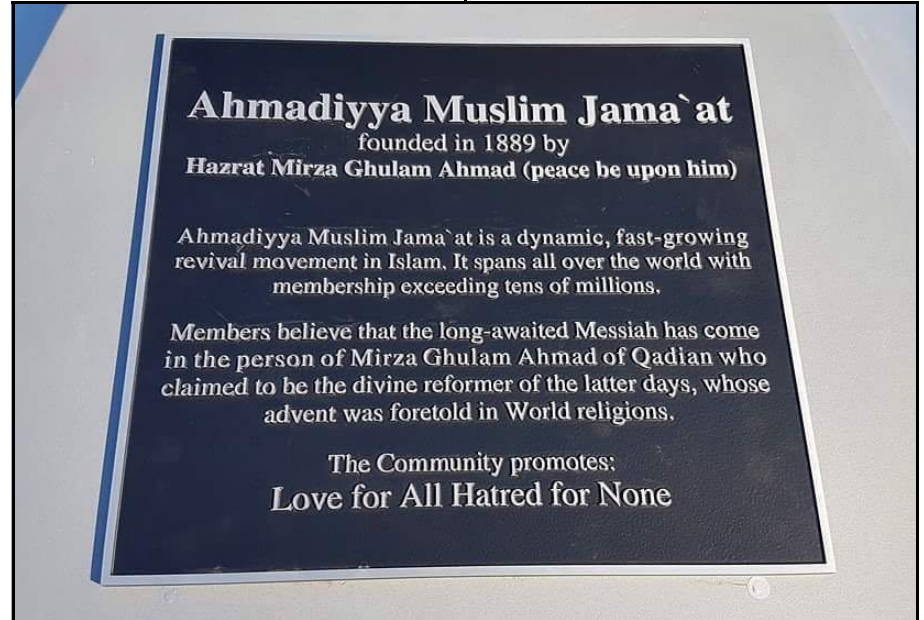 Ahmadiyya Muslim Jama`at
founded in 1889 by
Hazrat Mirza Ghulam Ahmad (peace be upon him)
Ahmadiyya Muslim Jama`at is a dynamic, fast-growing
revival movement in Islam. It spans all over the world with
membership exceeding tens of millions.
Members believe that the long-awaited Messiah has come
in the person of Mirza Ghulam Ahmad of Qadian who
claimed to be the divine reformer of the latter days, whose
advent was foretold in World religions.
The Community promotes:
Love for All Hatred for None